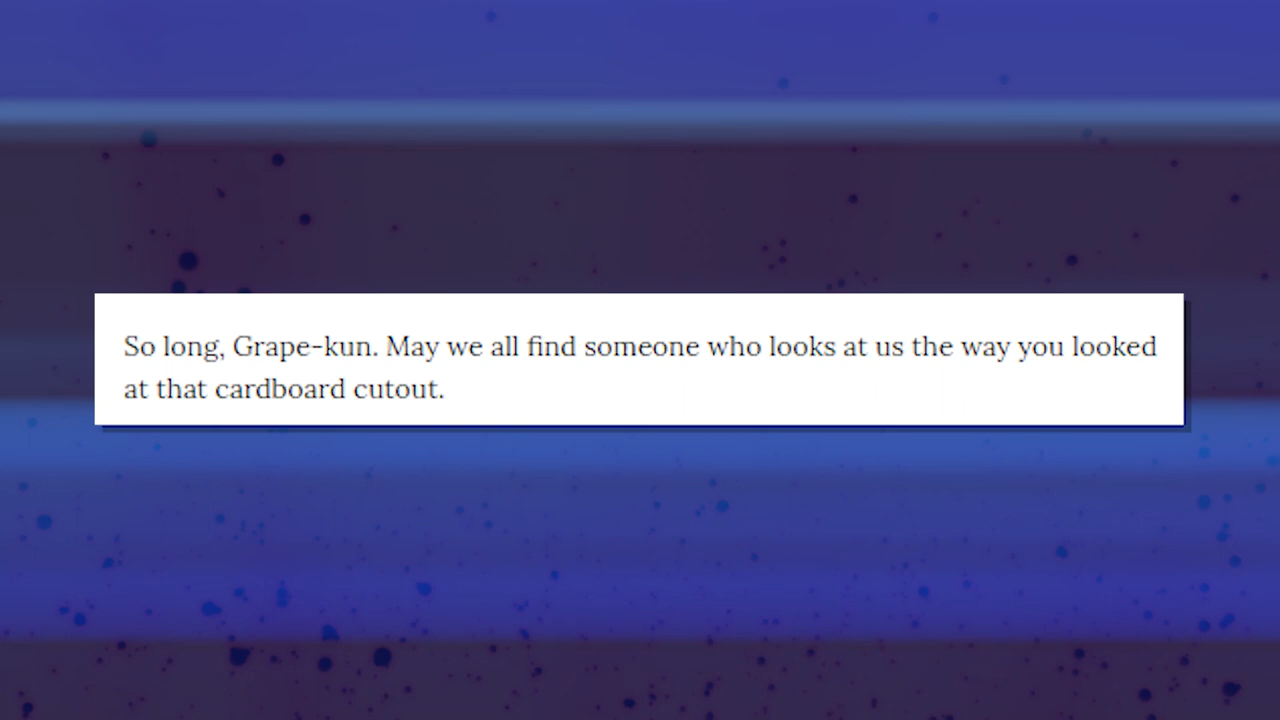 So long, Grape-kun. May we all find someone who looks at us the way you looked
at that cardboard cutout.